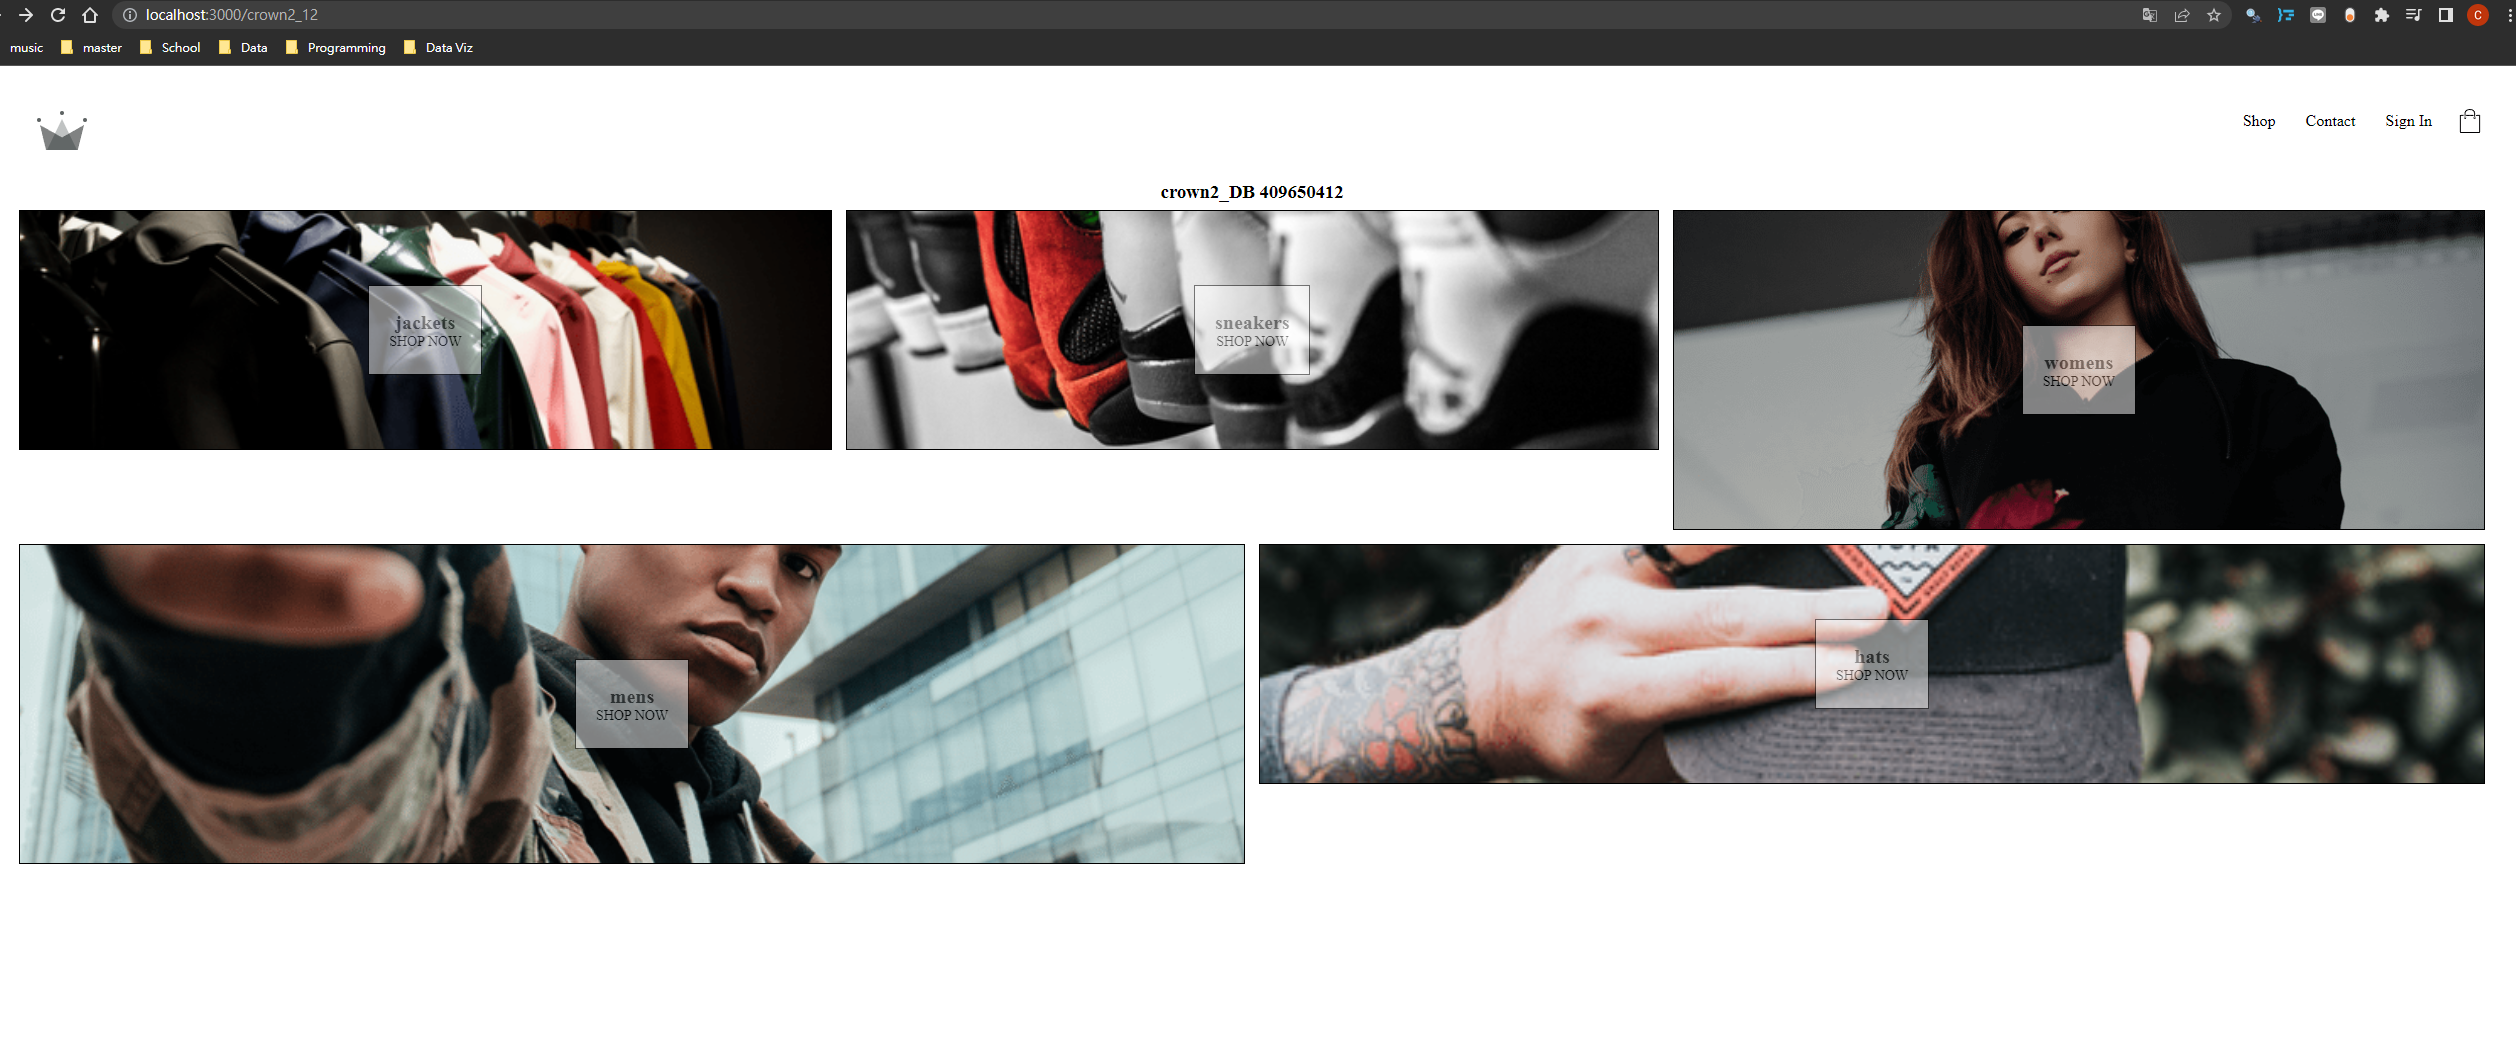 localhost:3000/crown2_12
C
music master School Data Programming Data Viz
Shop Contact Sign In
crown2_DB 409650412
jackets
SHOP NOW
sneakers
SHOP NOW
womens
SHOP NOW
mens
SHOP NOW
hats
SHOP NOW